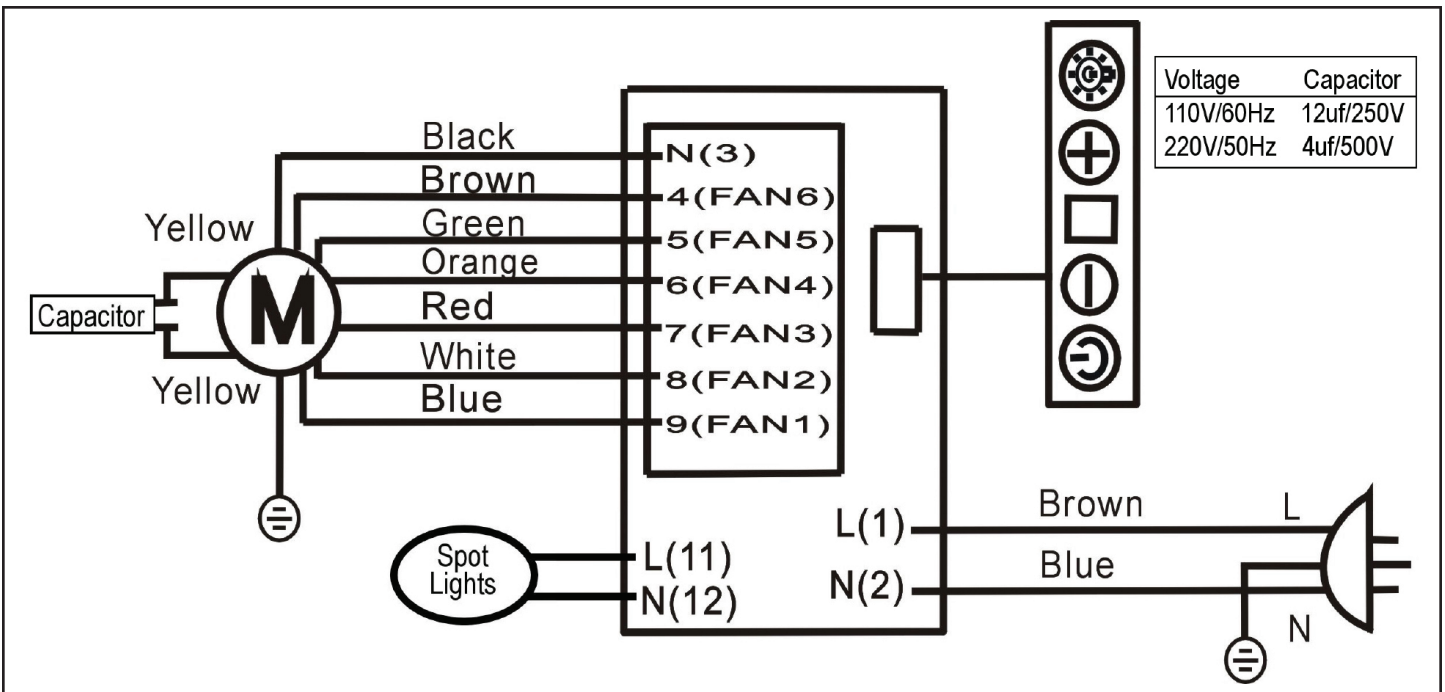 Voltage Capacitor
110V/60Hz 12uf/250V
220V/50Hz 4uf/500V
Black
N(3)
Brown
4(FAN6)
Yellow
Green
5(FAN5)
Orange
6(FAN4)
M
Capacitor
Red
7(FAN3)
White
8(FAN2)
Yellow
Blue
9(FAN1)
Spot
Lights
L(11)
N(12)
L(1)
Brown
L
N(2)
Blue
N